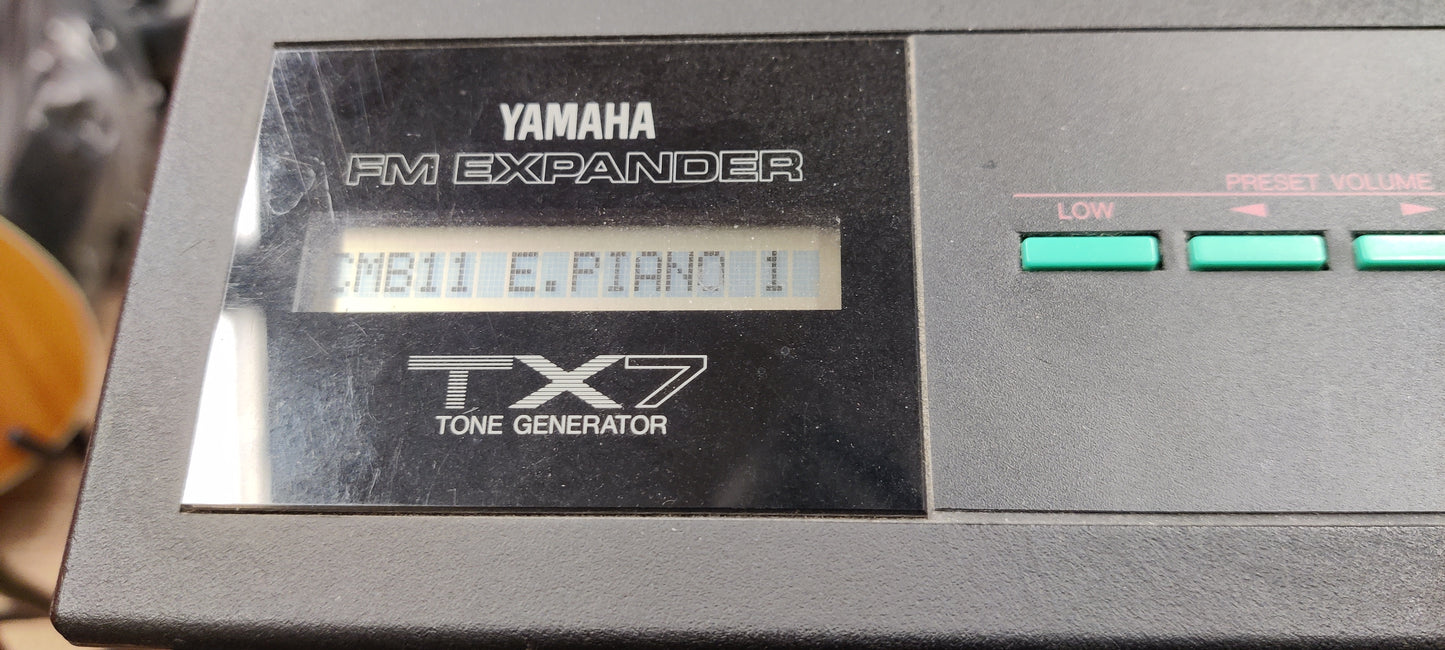 YAMAHA
FM EXPANDER
CMB11 E.PIANO 1
TX7
TONE GENERATOR
PRESET VOLUME
LOW ◄ ►